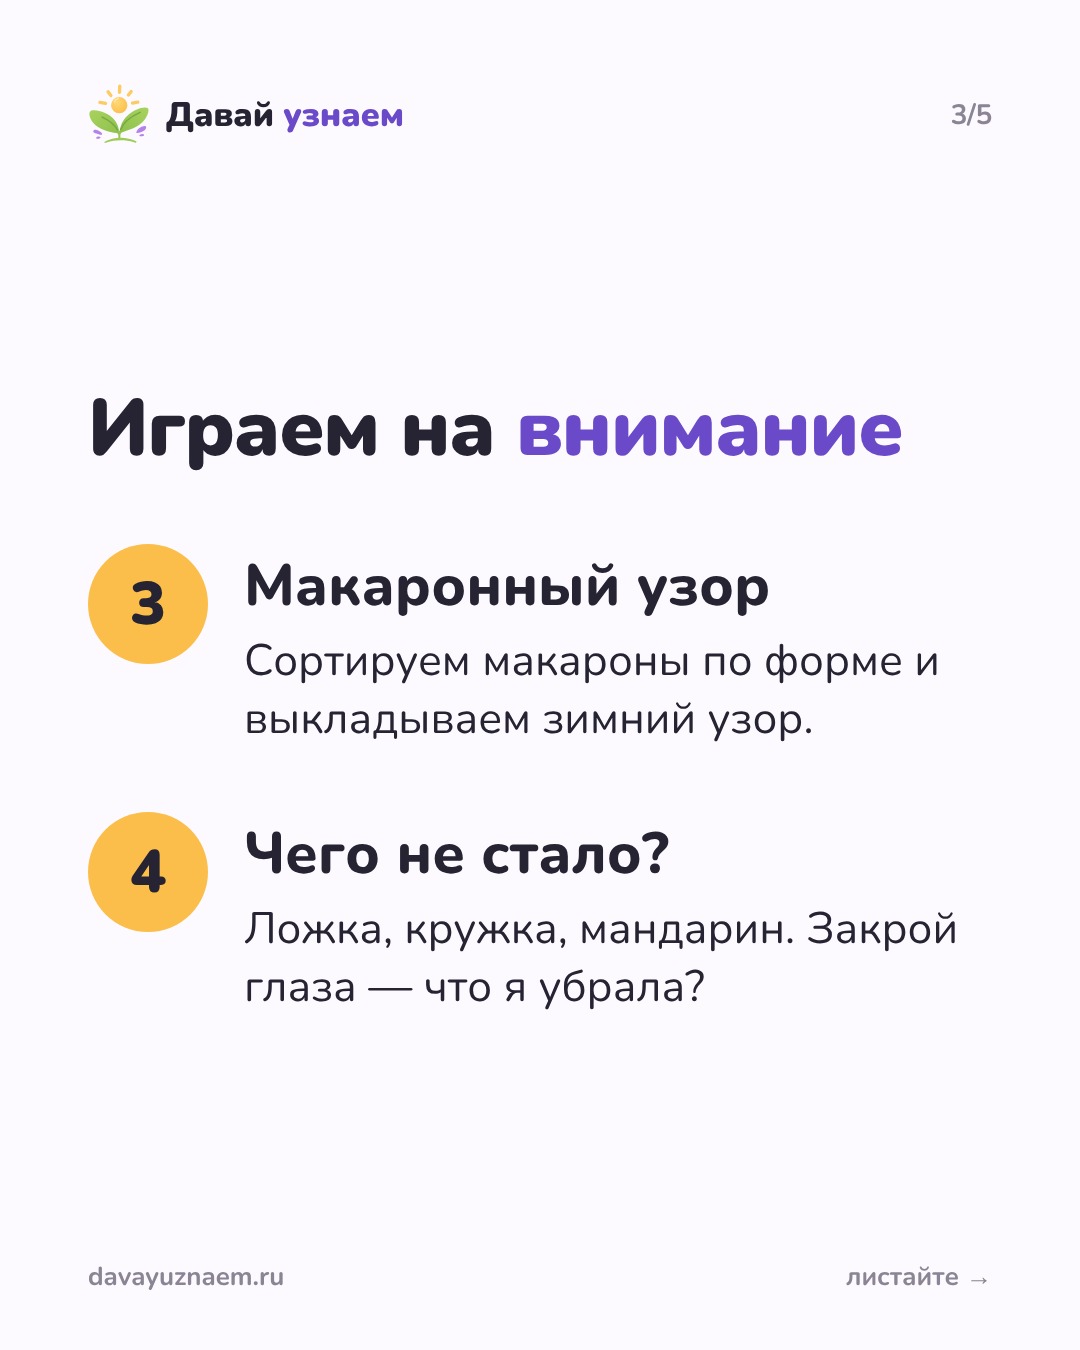 Давай узнаем
3/5
Играем на внимание
3
Макаронный узор
Сортируем макароны по форме и
выкладываем зимний узор.
4
Чего не стало?
Ложка, кружка, мандарин. Закрой
глаза — что я убрала?
davayuznaem.ru
листайте →